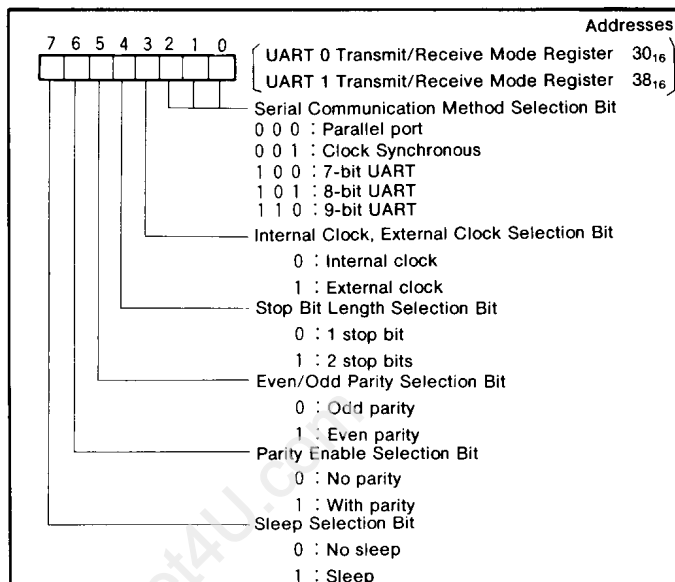 Addresses
7 6 5 4 3 2 1 0
UART 0 Transmit/Receive Mode Register 30₁₆
UART 1 Transmit/Receive Mode Register 38₁₆
Serial Communication Method Selection Bit
0 0 0 : Parallel port
0 0 1 : Clock Synchronous
1 0 0 : 7-bit UART
1 0 1 : 8-bit UART
1 1 0 : 9-bit UART
Internal Clock, External Clock Selection Bit
0 : Internal clock
1 : External clock
Stop Bit Length Selection Bit
0 : 1 stop bit
1 : 2 stop bits
Even/Odd Parity Selection Bit
0 : Odd parity
1 : Even parity
Parity Enable Selection Bit
0 : No parity
1 : With parity
Sleep Selection Bit
0 : No sleep
1 : Sleep
et4U.com